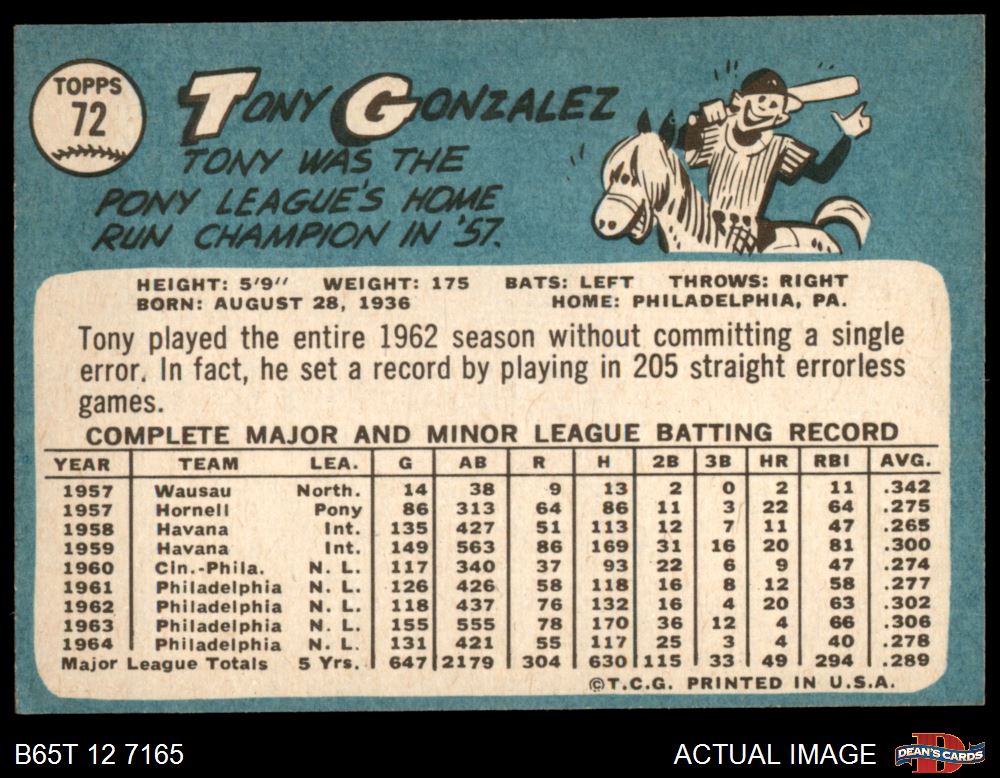 TOPPS
72
TONY GONZALEZ
TONY WAS THE
PONY LEAGUE'S HOME
RUN CHAMPION IN '57.
HEIGHT: 5'9" WEIGHT: 175 BATS: LEFT THROWS: RIGHT
BORN: AUGUST 28, 1936 HOME: PHILADELPHIA, PA.
Tony played the entire 1962 season without committing a single
error. In fact, he set a record by playing in 205 straight errorless
games.
COMPLETE MAJOR AND MINOR LEAGUE BATTING RECORD
YEAR TEAM LEA. G AB R H 2B 3B HR RBI AVG.
1957 Wausau North. 14 38 9 13 2 0 2 11 .342
1957 Hornell Pony 86 313 64 86 11 3 22 64 .275
1958 Havana Int. 135 427 51 113 12 7 11 47 .265
1959 Havana Int. 149 563 86 169 31 16 20 81 .300
1960 Cin.-Phila. N. L. 117 340 37 93 22 6 9 47 .274
1961 Philadelphia N. L. 126 426 58 118 16 8 12 58 .277
1962 Philadelphia N. L. 118 437 76 132 16 4 20 63 .302
1963 Philadelphia N. L. 155 555 78 170 36 12 4 66 .306
1964 Philadelphia N. L. 131 421 55 117 25 3 4 40 .278
Major League Totals 5 Yrs. 647 2179 304 630 115 33 49 294 .289
©T.C.G. PRINTED IN U.S.A.
B65T 12 7165 ACTUAL IMAGE
D
DEAN'S CARDS